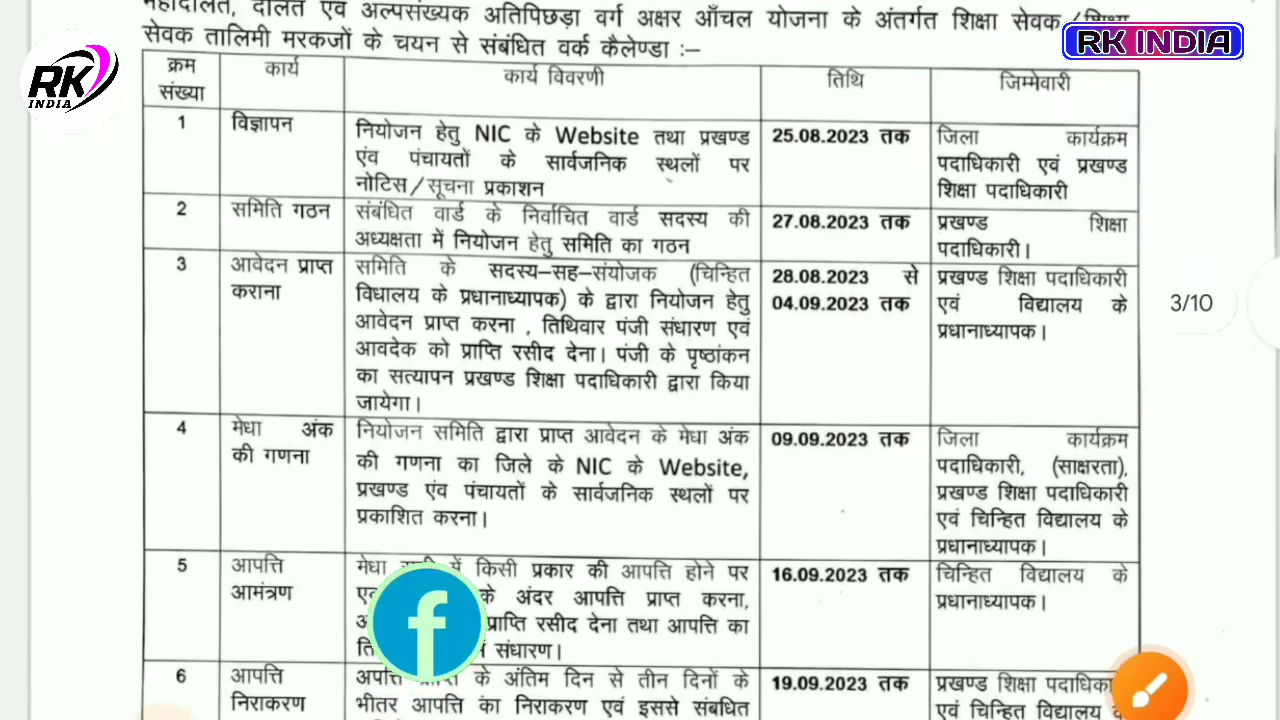 महादलित, दलित एवं अल्पसंख्यक अतिपिछड़ा वर्ग अक्षर आँचल योजना के अंतर्गत शिक्षा सेवक/शिक्षा
सेवक तालिमी मरकजों के चयन से संबंधित वर्क कैलेण्डा :–
RK INDIA
RK
INDIA
क्रम संख्या
कार्य
कार्य विवरणी
तिथि
जिम्मेवारी
1
विज्ञापन
नियोजन हेतु NIC के Website तथा प्रखण्ड
एंव पंचायतों के सार्वजनिक स्थलों पर
नोटिस/सूचना प्रकाशन
25.08.2023 तक
जिला कार्यक्रम
पदाधिकारी एवं प्रखण्ड
शिक्षा पदाधिकारी
2
समिति गठन
संबंधित वार्ड के निर्वाचित वार्ड सदस्य की
अध्यक्षता में नियोजन हेतु समिति का गठन
27.08.2023 तक
प्रखण्ड शिक्षा
पदाधिकारी।
3
आवेदन प्राप्त
कराना
समिति के सदस्य–सह–संयोजक (चिन्हित
विधालय के प्रधानाध्यापक) के द्वारा नियोजन हेतु
आवेदन प्राप्त करना , तिथिवार पंजी संधारण एवं
आवदेक को प्राप्ति रसीद देना। पंजी के पृष्ठांकन
का सत्यापन प्रखण्ड शिक्षा पदाधिकारी द्वारा किया
जायेगा।
28.08.2023 से
04.09.2023 तक
प्रखण्ड शिक्षा पदाधिकारी
एवं विद्यालय के
प्रधानाध्यापक।
3/10
4
मेधा अंक
की गणना
नियोजन समिति द्वारा प्राप्त आवेदन के मेधा अंक
की गणना का जिले के NIC के Website,
प्रखण्ड एंव पंचायतों के सार्वजनिक स्थलों पर
प्रकाशित करना।
09.09.2023 तक
जिला कार्यक्रम
पदाधिकारी, (साक्षरता),
प्रखण्ड शिक्षा पदाधिकारी
एवं चिन्हित विद्यालय के
प्रधानाध्यापक।
5
आपत्ति
आमंत्रण
मेधा में किसी प्रकार की आपत्ति होने पर
के अंदर आपत्ति प्राप्त करना,
प्राप्ति रसीद देना तथा आपत्ति का
संधारण।
16.09.2023 तक
चिन्हित विद्यालय के
प्रधानाध्यापक।
6
आपत्ति
निराकरण
के अंतिम दिन से तीन दिनों के
भीतर आपत्ति का निराकरण एवं इससे संबधित
19.09.2023 तक
प्रखण्ड शिक्षा
एवं चिन्हित विद्यालय
f